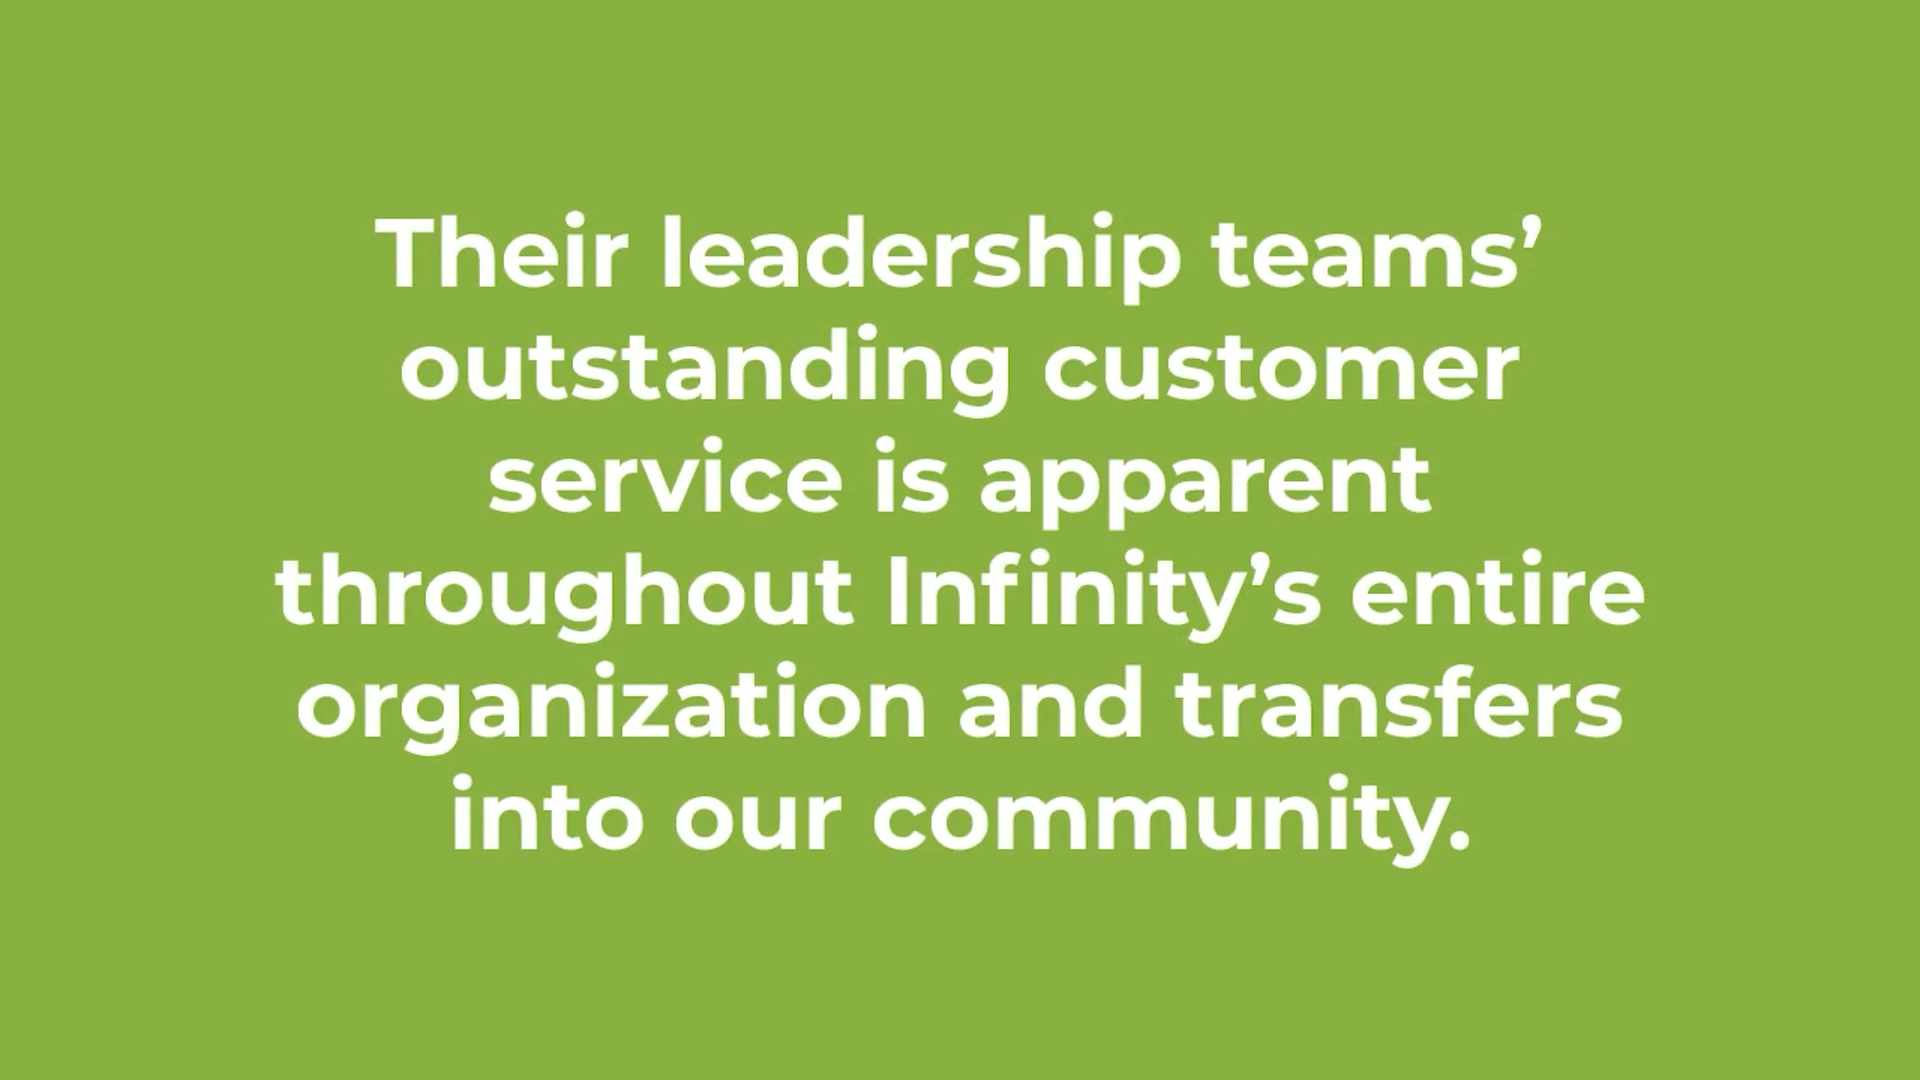 Their leadership teams’
outstanding customer
service is apparent
throughout Infinity’s entire
organization and transfers
into our community.